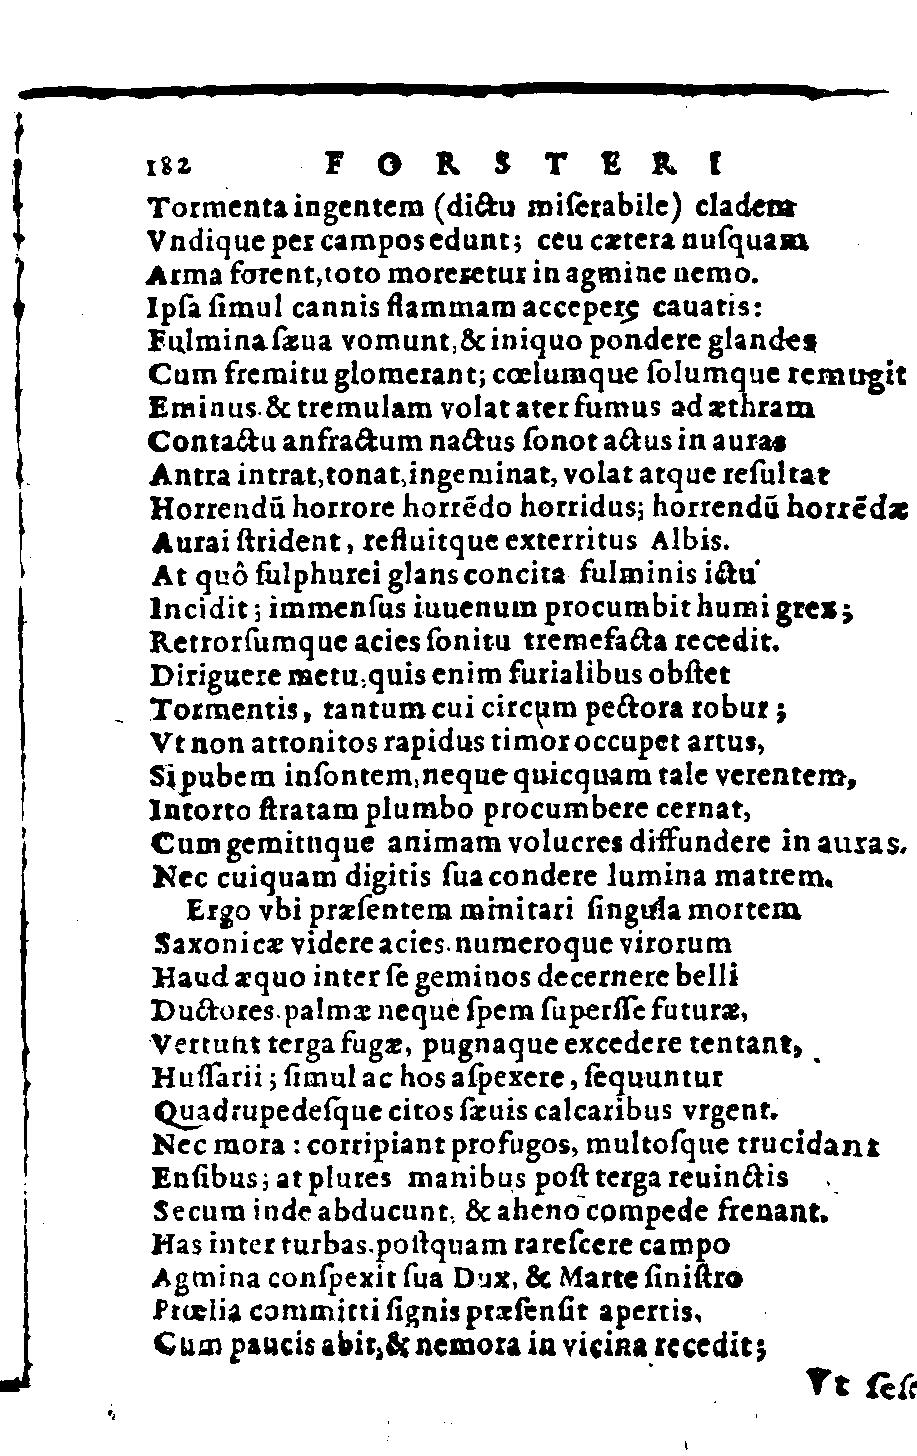 182 FORSTERI
Tormenta ingentem (dictu miſerabile) cladem
Vndique per campos edunt; ceu cætera nuſquam
Arma forent, toto moreretur in agmine nemo.
Ipſa ſimul cannis flammam accepere cauatis:
Fulmina ſæua vomunt, & iniquo pondere glandes
Cum fremitu glomerant; cœlumque ſolumque remugit
Eminus. & tremulam volat ater fumus ad æthram
Contactu anfractum nactus ſonot actus in auras
Antra intrat, tonat, ingeminat, volat atque reſultat
Horrendū horrore horrēdo horridus; horrendū horrēdæ
Aurai ſtrident, refluitque exterritus Albis.
At quô ſulphurei glans concita fulminis ictu
Incidit; immenſus iuuenum procumbit humi grex;
Retrorſumque acies ſonitu tremefacta recedit.
Diriguere metu, quis enim furialibus obſtet
Tormentis, tantum cui circum pectora robur;
Vt non attonitos rapidus timor occupet artus,
Si pubem inſontem, neque quicquam tale verentem,
Intorto ſtratam plumbo procumbere cernat,
Cum gemituque animam volucres diffundere in auras.
Nec cuiquam digitis ſua condere lumina matrem.
Ergo vbi præſentem minitari ſingula mortem
Saxonicæ videre acies. numeroque virorum
Haud æquo inter ſe geminos decernere belli
Ductores. palmæ neque ſpem ſuperſſe futuræ,
Vertunt terga fugæ, pugnaque excedere tentant,
Huſſarii; ſimul ac hos aſpexere, ſequuntur
Quadrupedeſque citos ſæuis calcaribus vrgent.
Nec mora: corripiant profugos, multoſque trucidant
Enſibus; at plures manibus poſt terga reuinctis
Secum inde abducunt, & aheno compede frenant.
Has inter turbas. poſtquam rareſcere campo
Agmina conſpexit ſua Dux, & Marte ſiniſtro
Prœlia committi ſignis præſenſit apertis,
Cum paucis abit, & nemora in vicina recedit;
Vt ſeſe